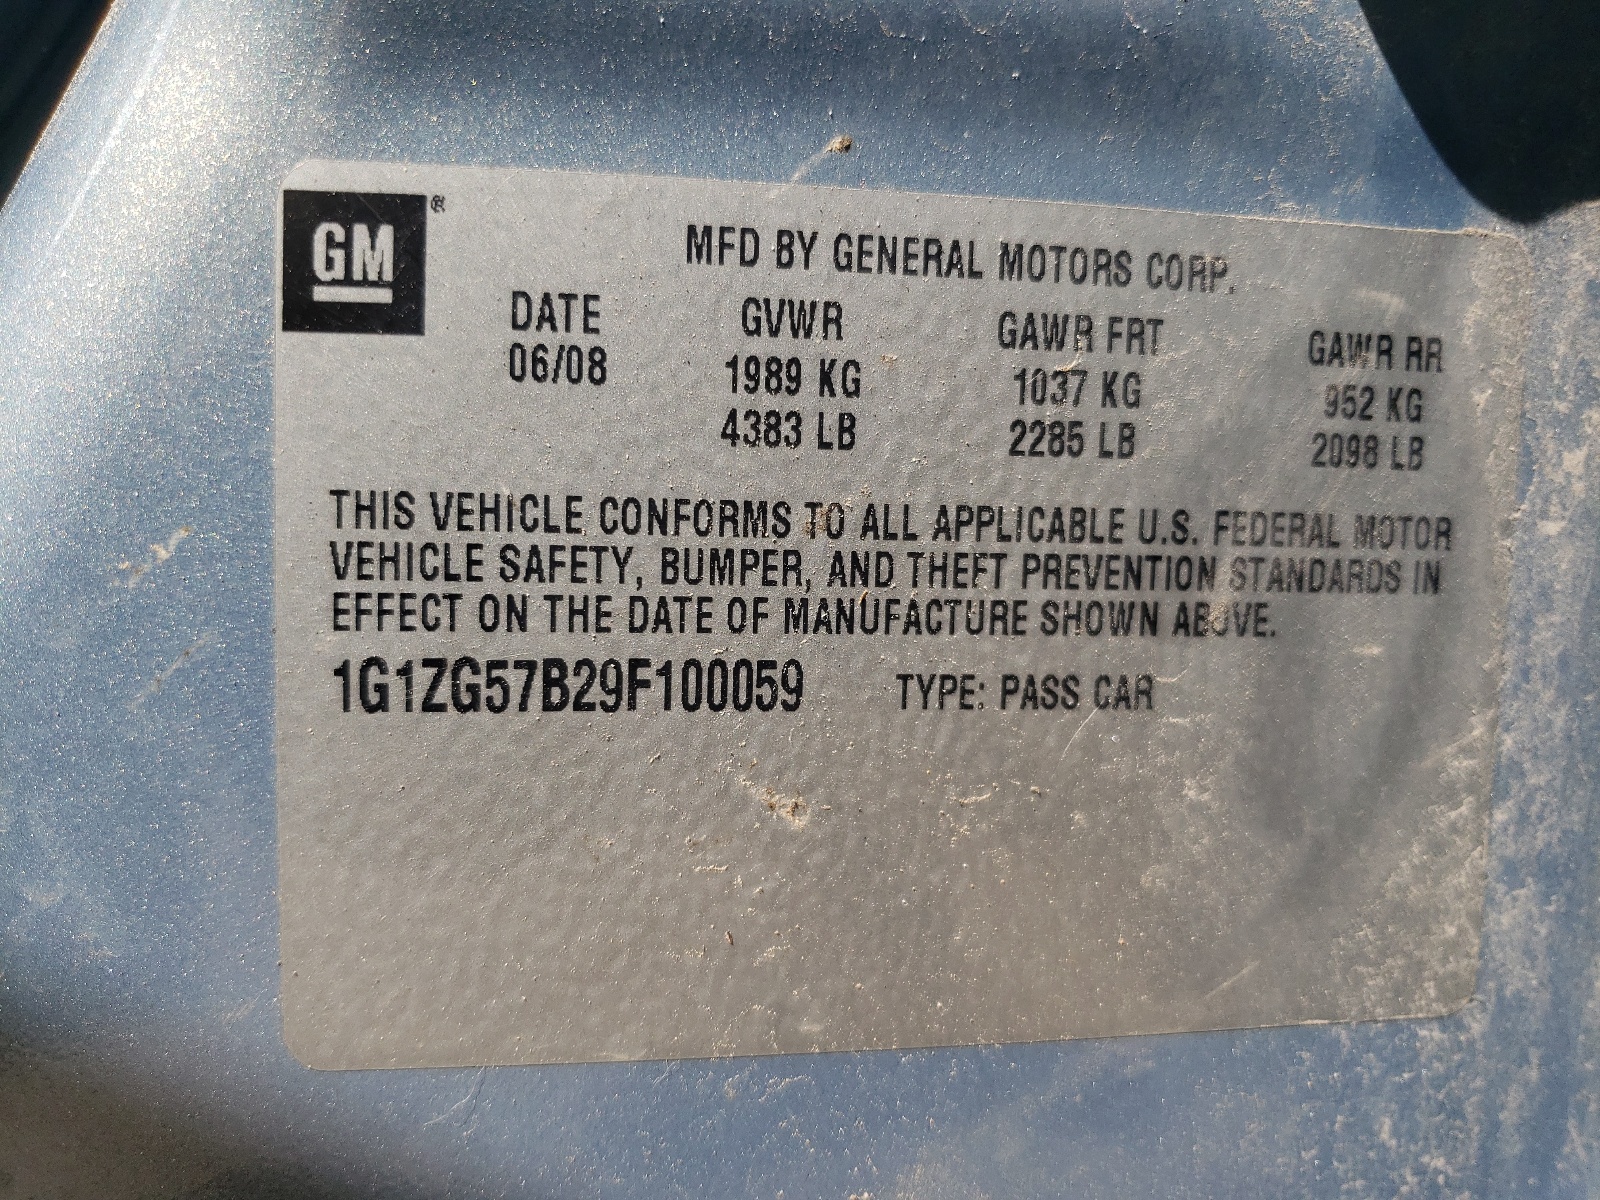 GM®
MFD BY GENERAL MOTORS CORP.
DATE GVWR GAWR FRT GAWR RR
06/08 1989 KG 1037 KG 952 KG
4383 LB 2285 LB 2098 LB
THIS VEHICLE CONFORMS TO ALL APPLICABLE U.S. FEDERAL MOTOR
VEHICLE SAFETY, BUMPER, AND THEFT PREVENTION STANDARDS IN
EFFECT ON THE DATE OF MANUFACTURE SHOWN ABOVE.
1G1ZG57B29F100059 TYPE: PASS CAR